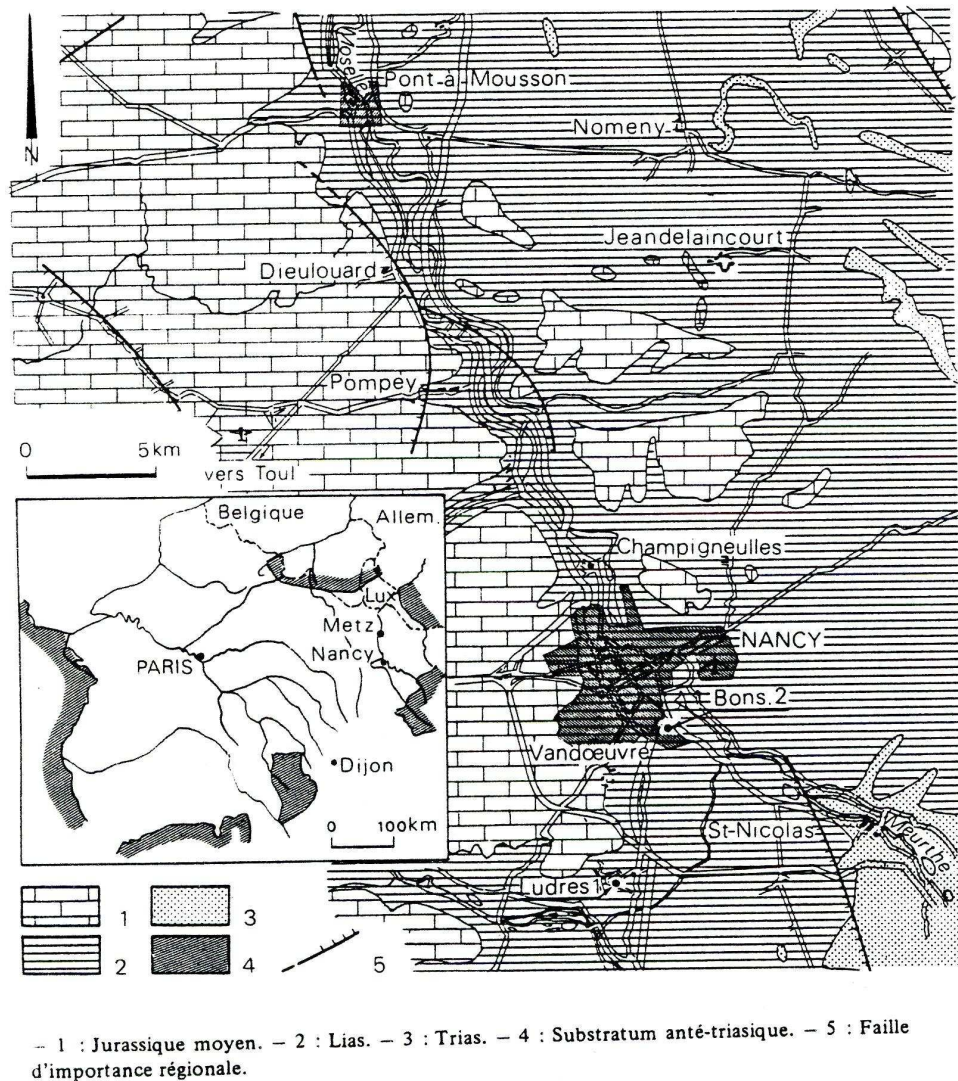 Moselle
Pont-à-Mousson
Nomeny
N
Jeandelaincourt
Dieulouard
Pompey
0 5km
vers Toul
Belgique
Allem.
Lux
Metz
Nancy
PARIS
Dijon
0 100km
Champigneulles
NANCY
Bons.2
Vandœuvre
St-Nicolas
Meurthe
Ludres1
1
3
2
4
5
– 1 : Jurassique moyen. – 2 : Lias. – 3 : Trias. – 4 : Substratum anté-triasique. – 5 : Faille
d'importance régionale.